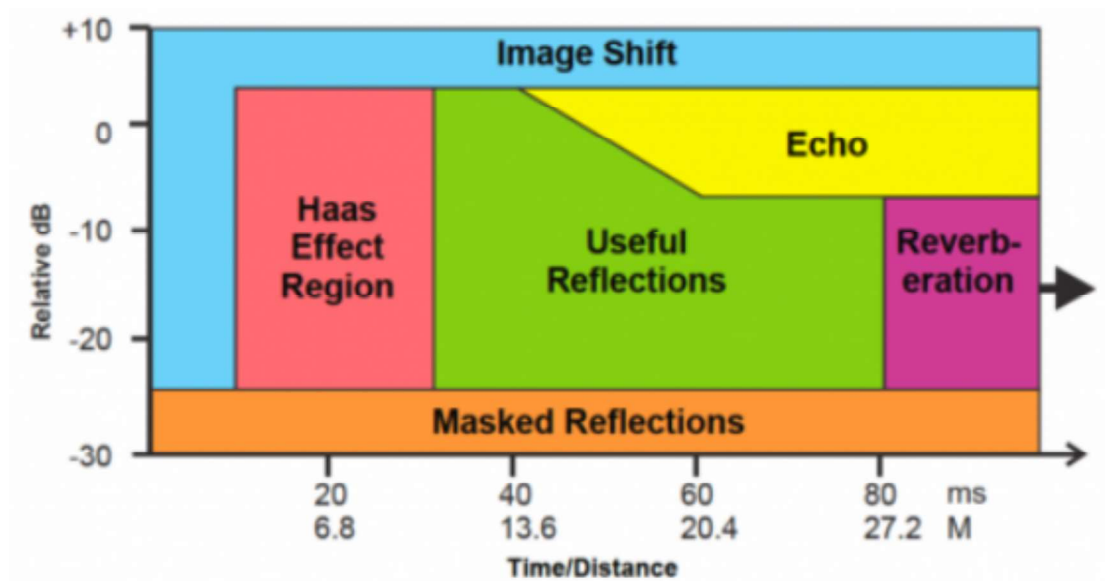 +10
Image Shift
0
Echo
Haas
Effect
Region
Relative dB
-10
Useful
Reflections
Reverb-
eration
-20
Masked Reflections
-30
20 40 60 80 ms
6.8 13.6 20.4 27.2 M
Time/Distance